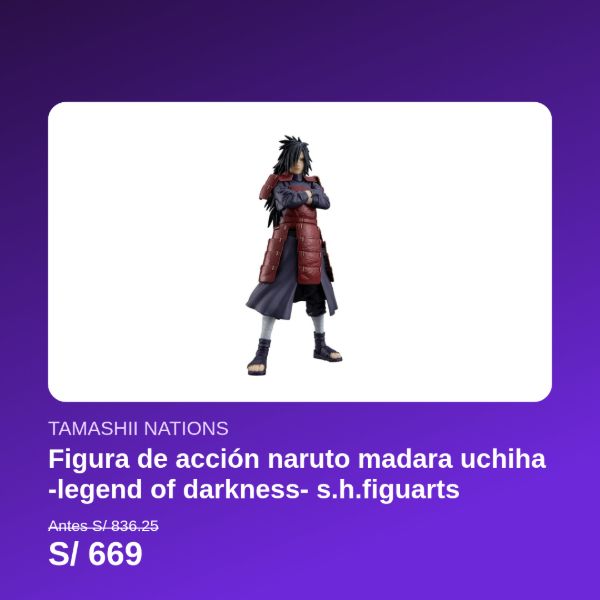 TAMASHII NATIONS
Figura de acción naruto madara uchiha
-legend of darkness- s.h.figuarts
Antes S/ 836.25
S/ 669